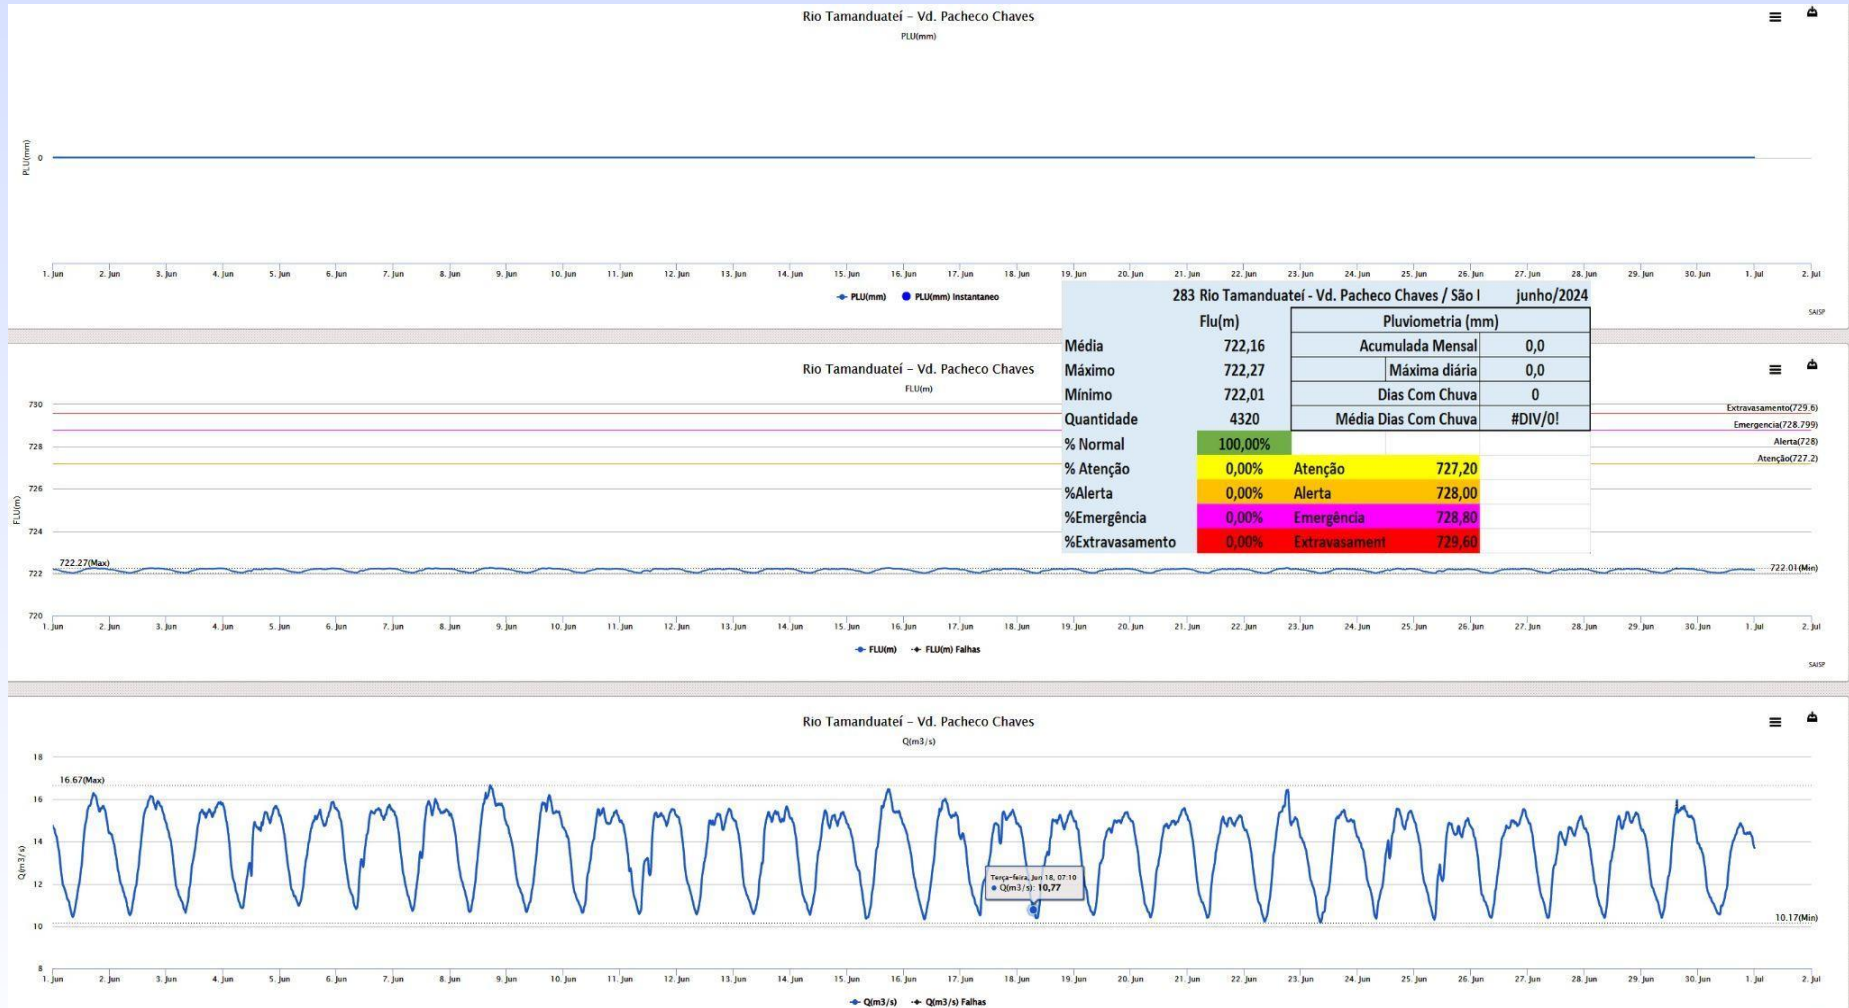 Rio Tamanduateí – Vd. Pacheco Chaves
PLU(mm)
PLU(mm)
0
1. Jun 2. Jun 3. Jun 4. Jun 5. Jun 6. Jun 7. Jun 8. Jun 9. Jun 10. Jun 11. Jun 12. Jun 13. Jun 14. Jun 15. Jun 16. Jun 17. Jun 18. Jun 19. Jun 20. Jun 21. Jun 22. Jun 23. Jun 24. Jun 25. Jun 26. Jun 27. Jun 28. Jun 29. Jun 30. Jun 1. Jul 2. Jul
PLU(mm) PLU(mm) Instantaneo
SAISP
283 Rio Tamanduateí - Vd. Pacheco Chaves / São junho/2024
Flu(m) Pluviometria (mm)
Média 722,16 Acumulada Mensal 0,0
Máximo 722,27 Máxima diária 0,0
Mínimo 722,01 Dias Com Chuva 0
Quantidade 4320 Média Dias Com Chuva #DIV/0!
% Normal 100,00%
% Atenção 0,00% Atenção 727,20
%Alerta 0,00% Alerta 728,00
%Emergência 0,00% Emergência 728,80
%Extravasamento 0,00% Extravasament 729,60
Rio Tamanduateí – Vd. Pacheco Chaves
FLU(m)
FLU(m)
730
728
726
724
722
720
Extravasamento(729.6)
Emergencia(728.799)
Alerta(728)
Atenção(727.2)
722.27(Max)
722.01(Min)
1. Jun 2. Jun 3. Jun 4. Jun 5. Jun 6. Jun 7. Jun 8. Jun 9. Jun 10. Jun 11. Jun 12. Jun 13. Jun 14. Jun 15. Jun 16. Jun 17. Jun 18. Jun 19. Jun 20. Jun 21. Jun 22. Jun 23. Jun 24. Jun 25. Jun 26. Jun 27. Jun 28. Jun 29. Jun 30. Jun 1. Jul 2. Jul
FLU(m) FLU(m) Falhas
SAISP
Rio Tamanduateí – Vd. Pacheco Chaves
Q(m3/s)
Q(m3/s)
18
16
14
12
10
8
16.67(Max)
Terça-feira, Jun 18, 07:10
Q(m3/s): 10,77
10.17(Min)
1. Jun 2. Jun 3. Jun 4. Jun 5. Jun 6. Jun 7. Jun 8. Jun 9. Jun 10. Jun 11. Jun 12. Jun 13. Jun 14. Jun 15. Jun 16. Jun 17. Jun 18. Jun 19. Jun 20. Jun 21. Jun 22. Jun 23. Jun 24. Jun 25. Jun 26. Jun 27. Jun 28. Jun 29. Jun 30. Jun 1. Jul 2. Jul
Q(m3/s) Q(m3/s) Falhas